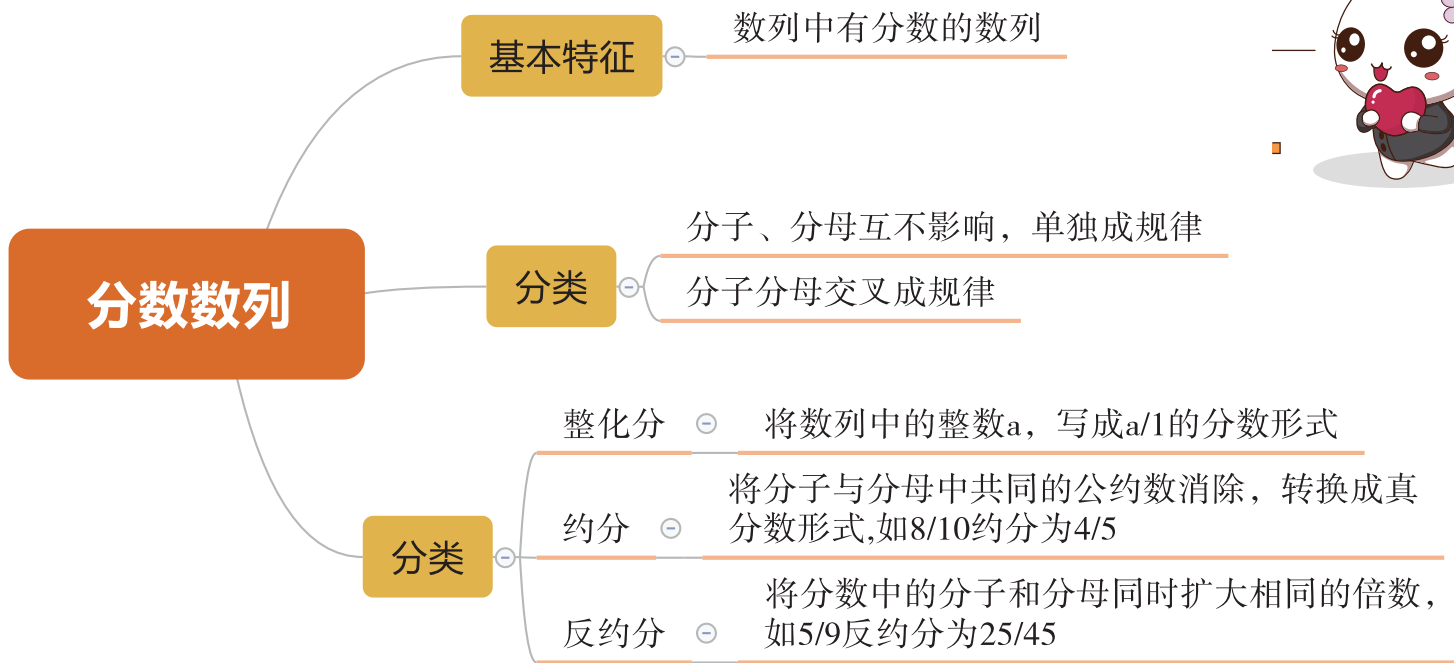 基本特征
数列中有分数的数列
分数数列
分类
分子、分母互不影响，单独成规律
分子分母交叉成规律
分类
整化分
将数列中的整数a，写成a/1的分数形式
约分
将分子与分母中共同的公约数消除，转换成真
分数形式,如8/10约分为4/5
反约分
将分数中的分子和分母同时扩大相同的倍数，
如5/9反约分为25/45